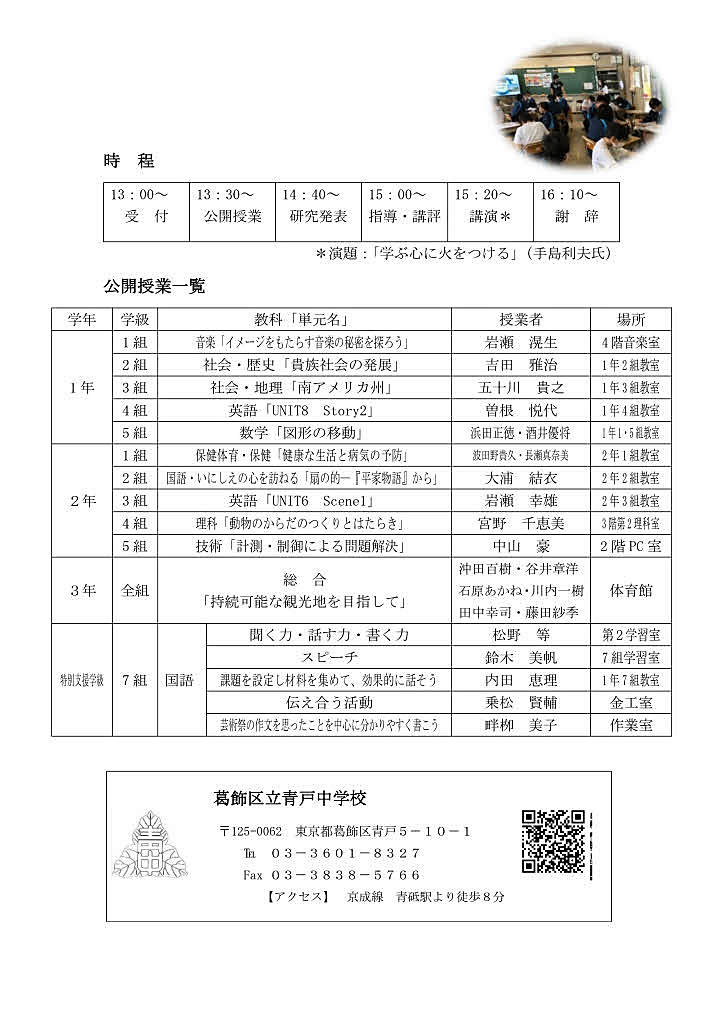 時　程
13：00～　13：30～　14：40～　15：00～　15：20～　16：10～
受　付　公開授業　研究発表　指導・講評　講演＊　謝　辞
＊演題：「学ぶ心に火をつける」（手島利夫氏）
公開授業一覧
学年　学級　教科「単元名」　授業者　場所
１年
１組　音楽「イメージをもたらす音楽の秘密を探ろう」　岩瀬　滉生　４階音楽室
２組　社会・歴史「貴族社会の発展」　吉田　雅治　１年２組教室
３組　社会・地理「南アメリカ州」　五十川　貴之　１年３組教室
４組　英語「UNIT8　Story2」　曽根　悦代　１年４組教室
５組　数学「図形の移動」　浜田正徳・酒井優将　１年１・５組教室
２年
１組　保健体育・保健「健康な生活と病気の予防」　波田野貴久・長瀬真奈美　２年１組教室
２組　国語・いにしえの心を訪ねる「扇の的―『平家物語』から」　大浦　結衣　２年２組教室
３組　英語「UNIT6　Scene1」　岩瀬　幸雄　２年３組教室
４組　理科「動物のからだのつくりとはたらき」　宮野　千恵美　３階第２理科室
５組　技術「計測・制御による問題解決」　中山　豪　２階PC室
３年　全組　総　合
「持続可能な観光地を目指して」
沖田百樹・谷井章洋
石原あかね・川内一樹
田中幸司・藤田紗季
体育館
特別支援学級　７組　国語
聞く力・話す力・書く力　松野　等　第２学習室
スピーチ　鈴木　美帆　７組学習室
課題を設定し材料を集めて、効果的に話そう　内田　恵理　１年７組教室
伝え合う活動　乗松　賢輔　金工室
芸術祭の作文を思ったことを中心に分かりやすく書こう　畔柳　美子　作業室
葛飾区立青戸中学校
〒125-0062　東京都葛飾区青戸５－１０－１
℡　０３－３６０１－８３２７
Fax　０３－３８３８－５７６６
【アクセス】　京成線　青砥駅より徒歩８分
青中